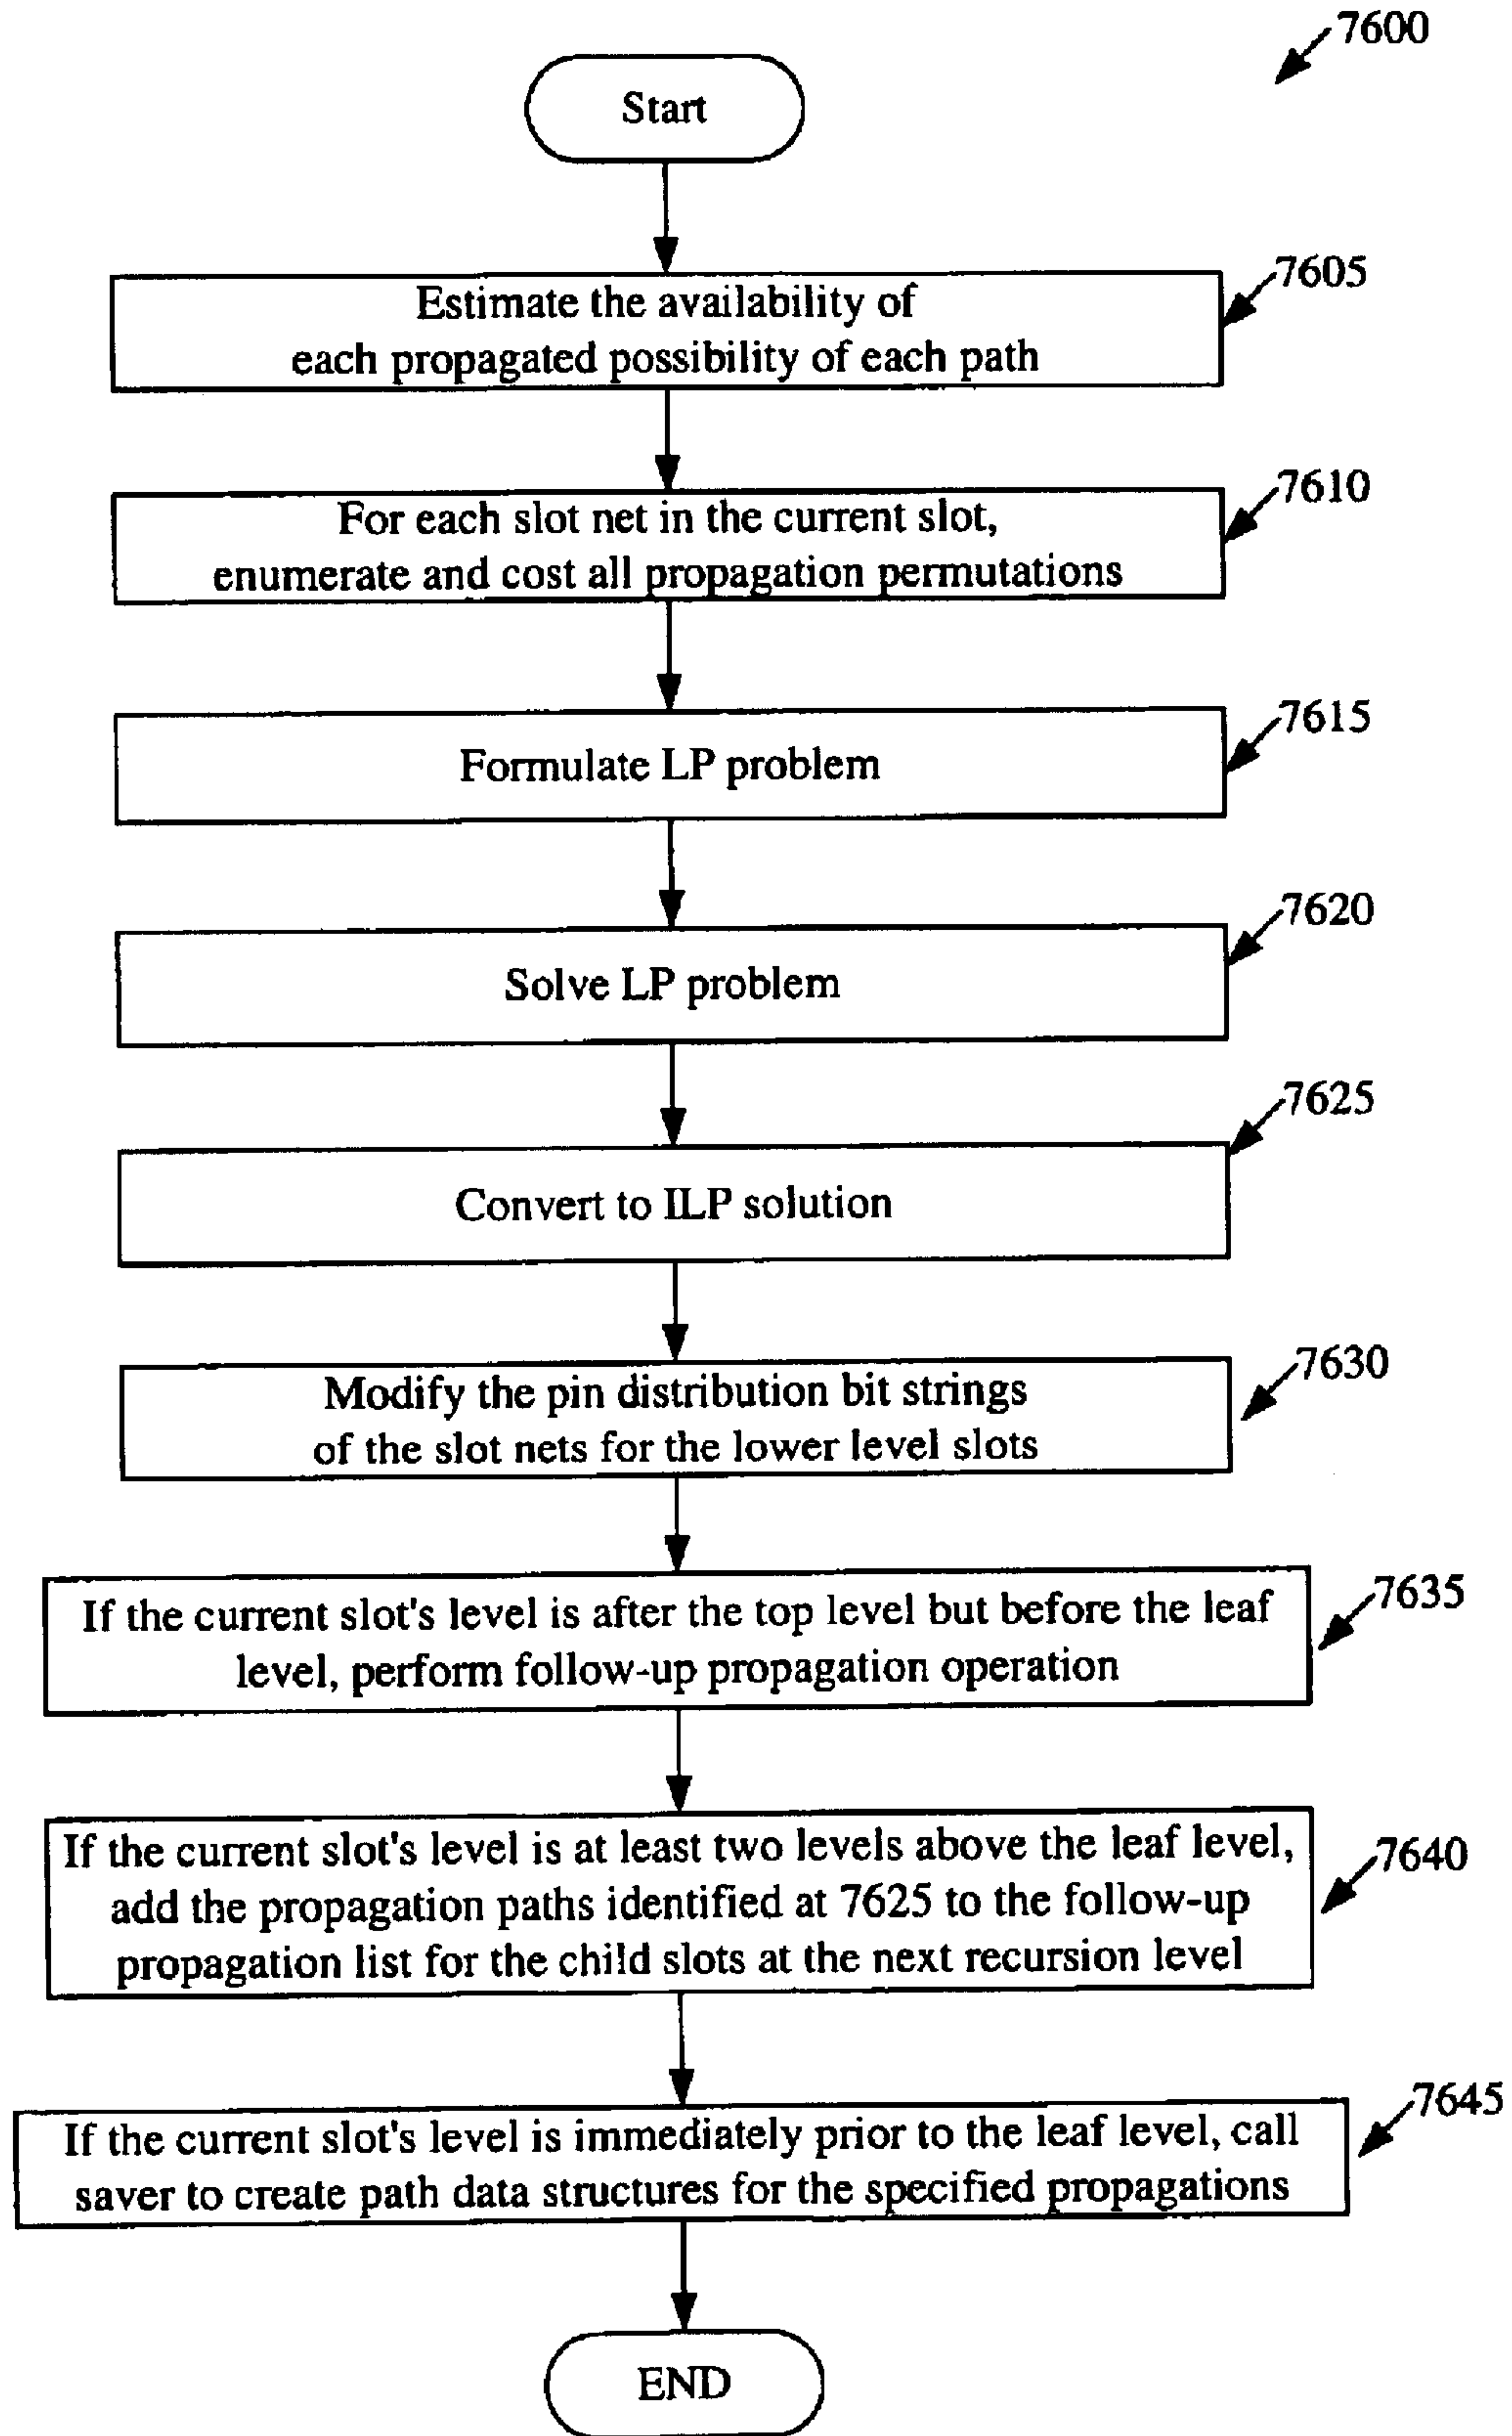 7600
Start
7605
Estimate the availability of
each propagated possibility of each path
7610
For each slot net in the current slot,
enumerate and cost all propagation permutations
7615
Formulate LP problem
7620
Solve LP problem
7625
Convert to ILP solution
7630
Modify the pin distribution bit strings
of the slot nets for the lower level slots
7635
If the current slot's level is after the top level but before the leaf
level, perform follow-up propagation operation
7640
If the current slot's level is at least two levels above the leaf level,
add the propagation paths identified at 7625 to the follow-up
propagation list for the child slots at the next recursion level
7645
If the current slot's level is immediately prior to the leaf level, call
saver to create path data structures for the specified propagations
END